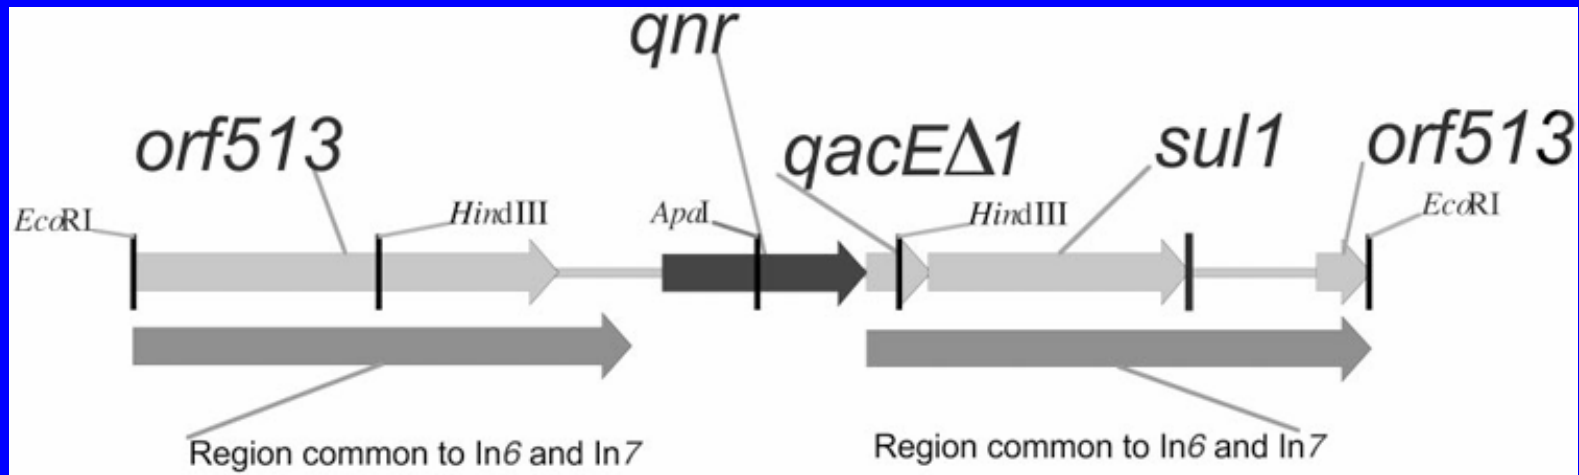 qnr
orf513
qacEΔ1
sul1
orf513
EcoRI
HindIII
ApaI
HindIII
EcoRI
Region common to In6 and In7
Region common to In6 and In7